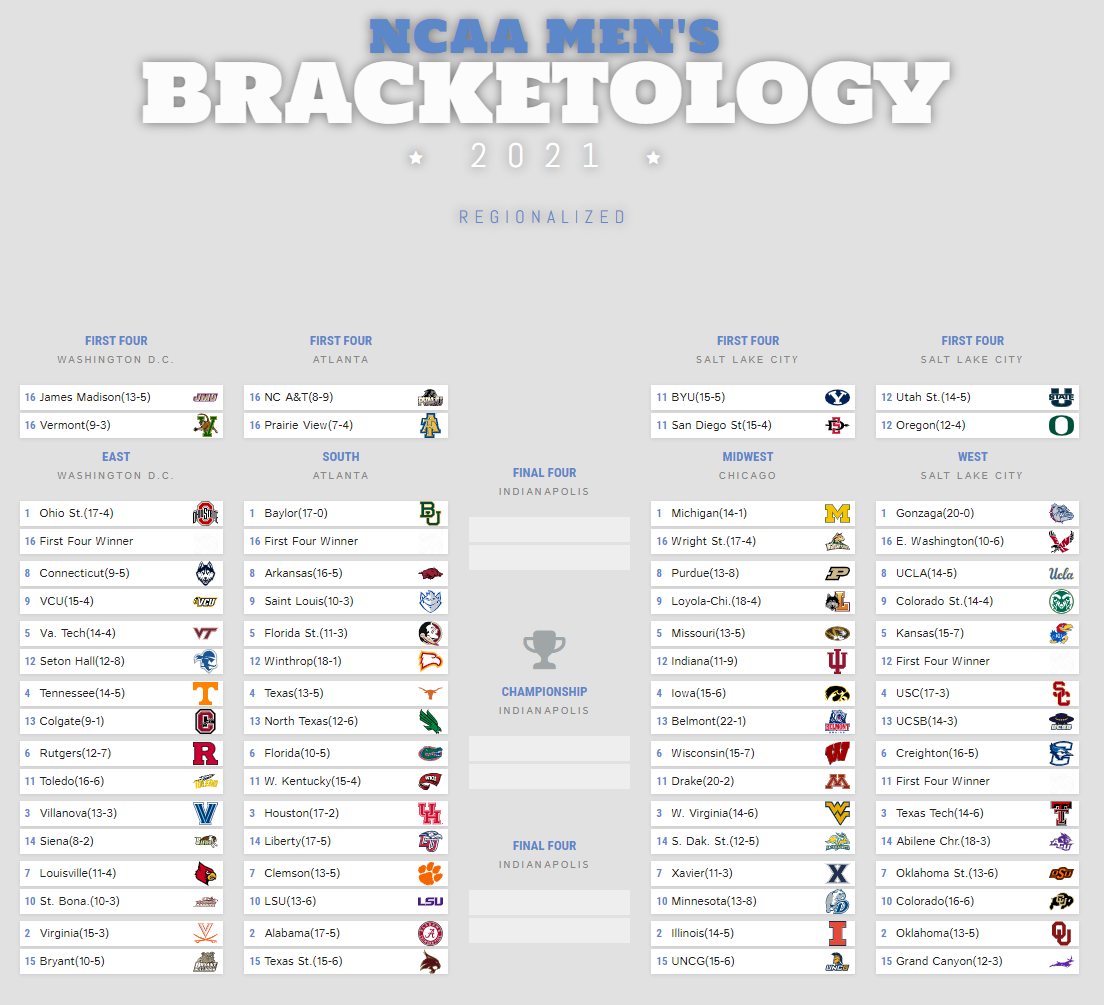 NCAA MEN'S
BRACKETOLOGY
2021
REGIONALIZED
FIRST FOUR
WASHINGTON D.C.
16 James Madison(13-5)
16 Vermont(9-3)
EAST
WASHINGTON D.C.
1 Ohio St.(17-4)
16 First Four Winner
8 Connecticut(9-5)
9 VCU(15-4)
5 Va. Tech(14-4)
12 Seton Hall(12-8)
4 Tennessee(14-5)
13 Colgate(9-1)
6 Rutgers(12-7)
11 Toledo(16-6)
3 Villanova(13-3)
14 Siena(8-2)
7 Louisville(11-4)
10 St. Bona.(10-3)
2 Virginia(15-3)
15 Bryant(10-5)
FIRST FOUR
ATLANTA
16 NC A&T(8-9)
16 Prairie View(7-4)
SOUTH
ATLANTA
1 Baylor(17-0)
16 First Four Winner
8 Arkansas(16-5)
9 Saint Louis(10-3)
5 Florida St.(11-3)
12 Winthrop(18-1)
4 Texas(13-5)
13 North Texas(12-6)
6 Florida(10-5)
11 W. Kentucky(15-4)
3 Houston(17-2)
14 Liberty(17-5)
7 Clemson(13-5)
10 LSU(13-6)
LSU
2 Alabama(17-5)
15 Texas St.(15-6)
FINAL FOUR
INDIANAPOLIS
CHAMPIONSHIP
INDIANAPOLIS
FINAL FOUR
INDIANAPOLIS
FIRST FOUR
SALT LAKE CITY
11 BYU(15-5)
11 San Diego St(15-4)
MIDWEST
CHICAGO
1 Michigan(14-1)
16 Wright St.(17-4)
8 Purdue(13-8)
9 Loyola-Chi.(18-4)
5 Missouri(13-5)
12 Indiana(11-9)
4 Iowa(15-6)
13 Belmont(22-1)
6 Wisconsin(15-7)
11 Drake(20-2)
3 W. Virginia(14-6)
14 S. Dak. St.(12-5)
7 Xavier(11-3)
10 Minnesota(13-8)
2 Illinois(14-5)
15 UNCG(15-6)
FIRST FOUR
SALT LAKE CITY
12 Utah St.(14-5)
12 Oregon(12-4)
WEST
SALT LAKE CITY
1 Gonzaga(20-0)
16 E. Washington(10-6)
8 UCLA(14-5)
Ucla
9 Colorado St.(14-4)
5 Kansas(15-7)
12 First Four Winner
4 USC(17-3)
13 UCSB(14-3)
6 Creighton(16-5)
11 First Four Winner
3 Texas Tech(14-6)
14 Abilene Chr.(18-3)
7 Oklahoma St.(13-6)
10 Colorado(16-6)
2 Oklahoma(13-5)
15 Grand Canyon(12-3)